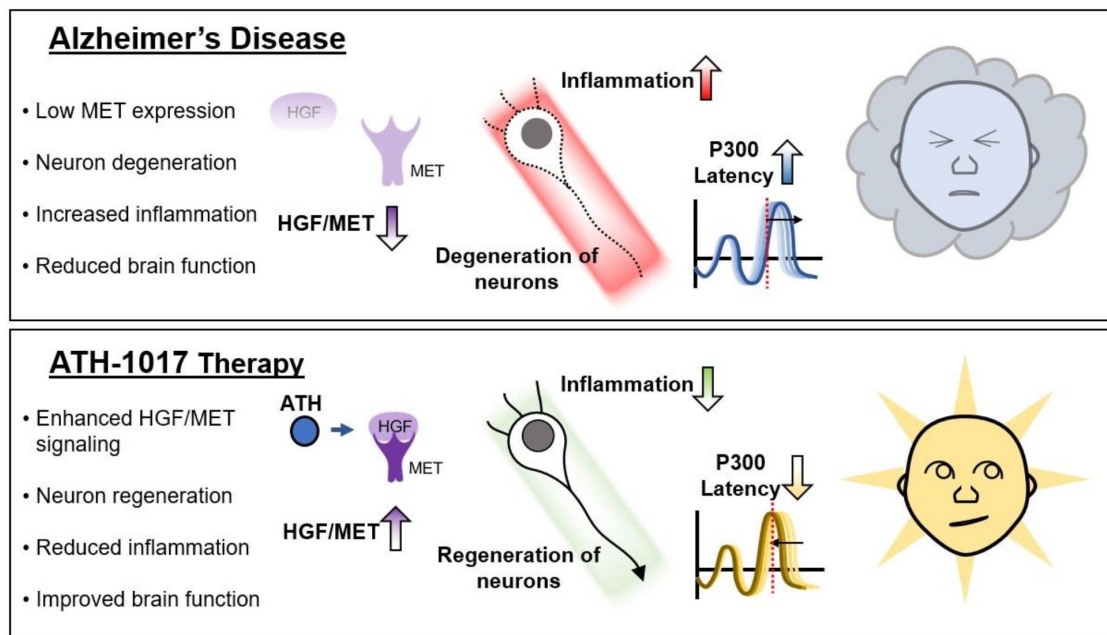 Alzheimer's Disease
• Low MET expression
• Neuron degeneration
• Increased inflammation
• Reduced brain function
HGF
MET
HGF/MET
Inflammation
Degeneration of
neurons
P300
Latency
ATH-1017 Therapy
• Enhanced HGF/MET
signaling
• Neuron regeneration
• Reduced inflammation
• Improved brain function
ATH
HGF
MET
HGF/MET
Inflammation
Regeneration of
neurons
P300
Latency